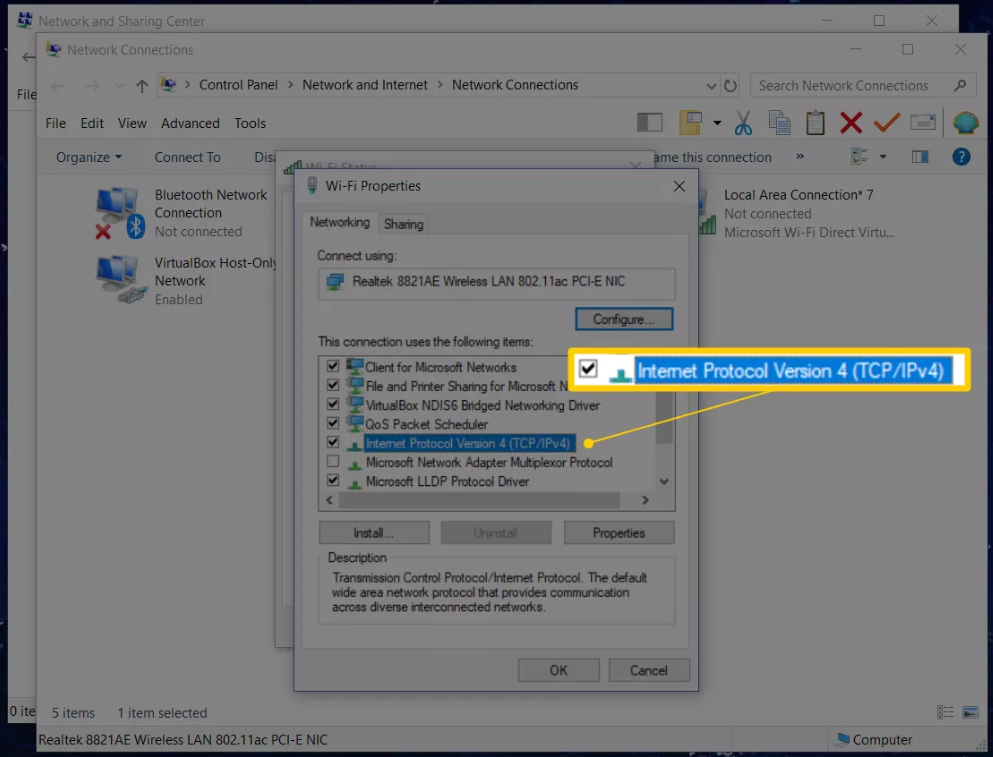 Network and Sharing Center
Network Connections
File
Control Panel > Network and Internet > Network Connections
Search Network Connections
File Edit View Advanced Tools
Organize Connect To
ame this connection »
Wi-Fi Status
Wi-Fi Properties
Networking Sharing
Connect using:
Realtek 8821AE Wireless LAN 802.11ac PCI-E NIC
Configure...
This connection uses the following items:
Client for Microsoft Networks
File and Printer Sharing for Microsoft N
VirtualBox NDIS6 Bridged Networking Driver
QoS Packet Scheduler
Internet Protocol Version 4 (TCP/IPv4)
Microsoft Network Adapter Multiplexor Protocol
Microsoft LLDP Protocol Driver
Install... Uninstall Properties
Description
Transmission Control Protocol/Internet Protocol. The default
wide area network protocol that provides communication
across diverse interconnected networks.
OK Cancel
Internet Protocol Version 4 (TCP/IPv4)
Bluetooth Network
Connection
Not connected
VirtualBox Host-Only
Network
Enabled
Local Area Connection* 7
Not connected
Microsoft Wi-Fi Direct Virtu...
0 ite
5 items 1 item selected
Realtek 8821AE Wireless LAN 802.11ac PCI-E NIC
Computer